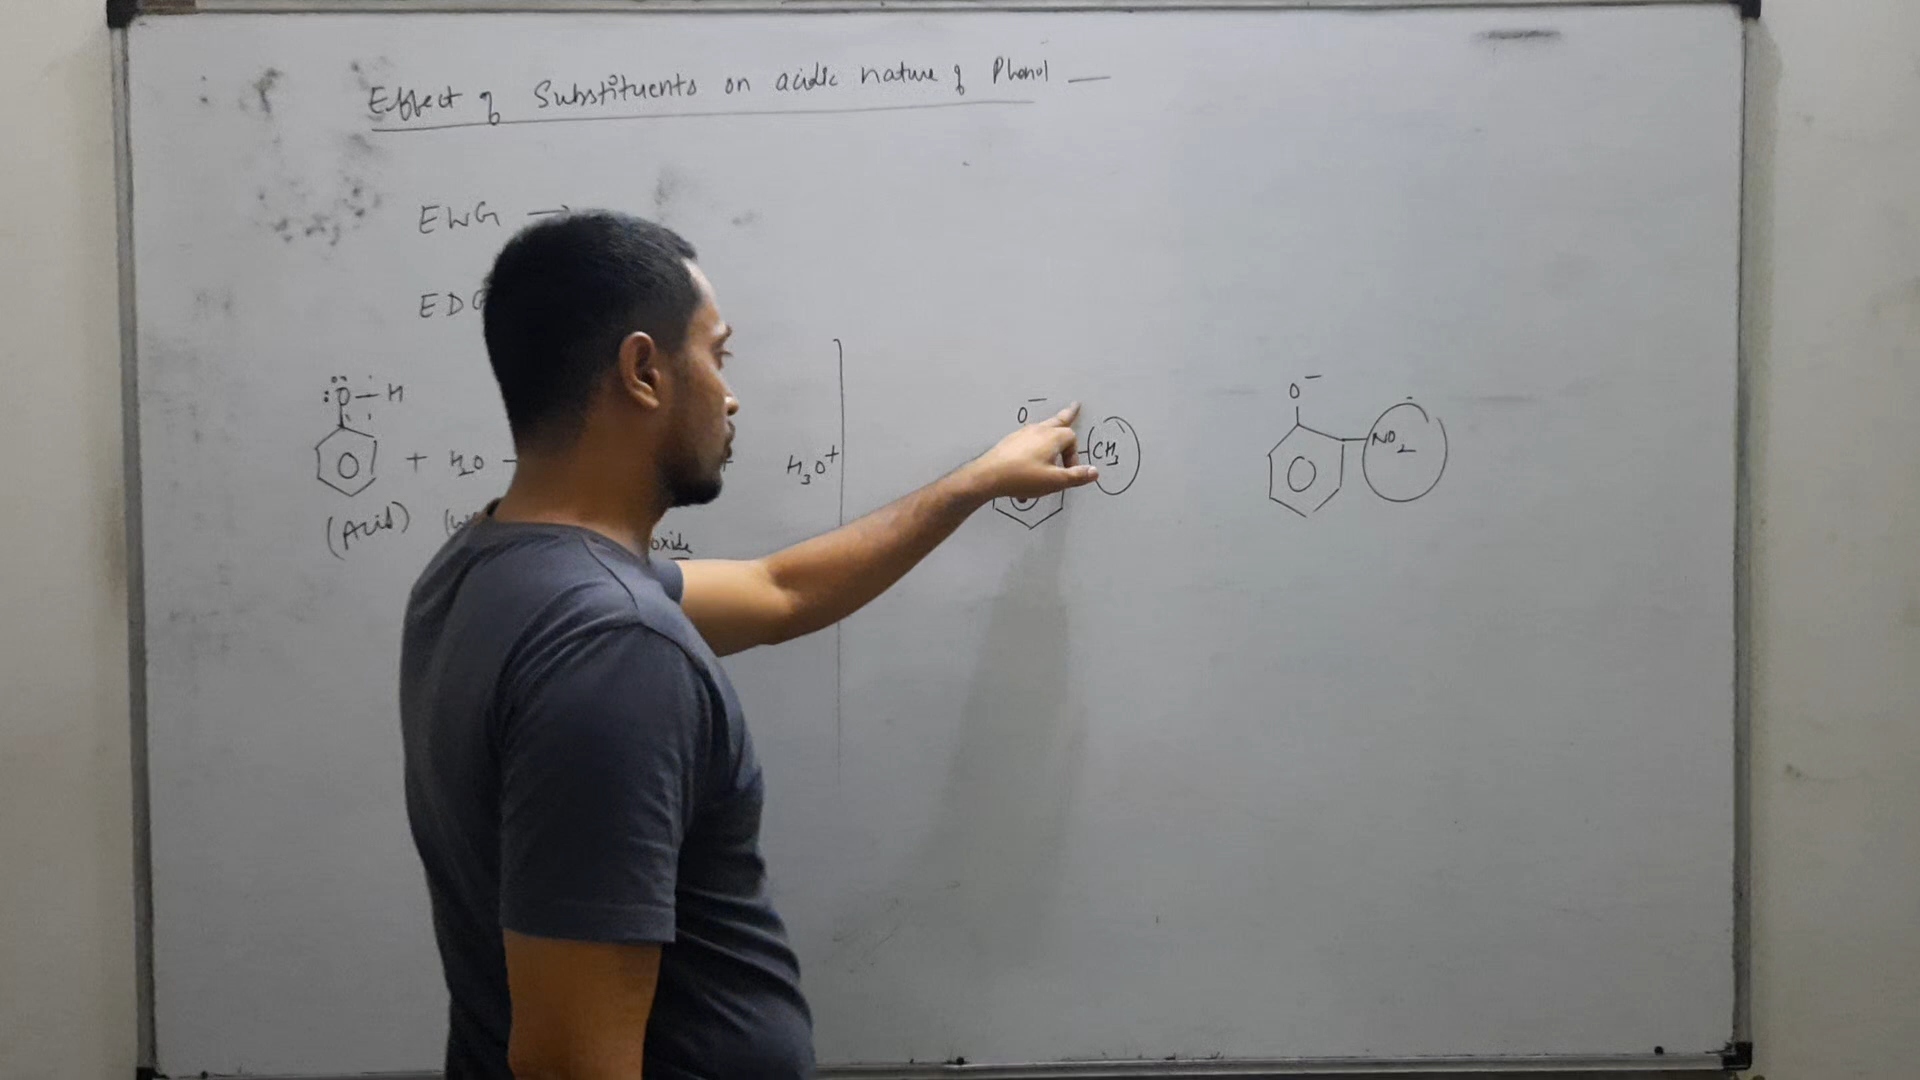 Effect of Substituents on acidic nature of Phenol —
EWG →
EDG
:Ö—H
+ H2O
+ H3O+
(Acid)
oxide
O−
CH3
O−
NO2